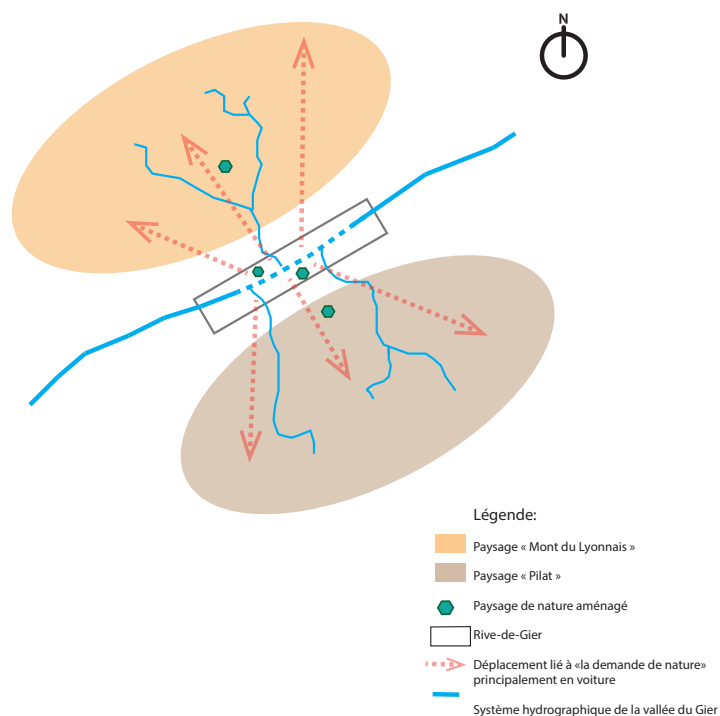 N
Légende:
Paysage « Mont du Lyonnais »
Paysage « Pilat »
Paysage de nature aménagé
Rive-de-Gier
Déplacement lié à «la demande de nature»
principalement en voiture
Système hydrographique de la vallée du Gier